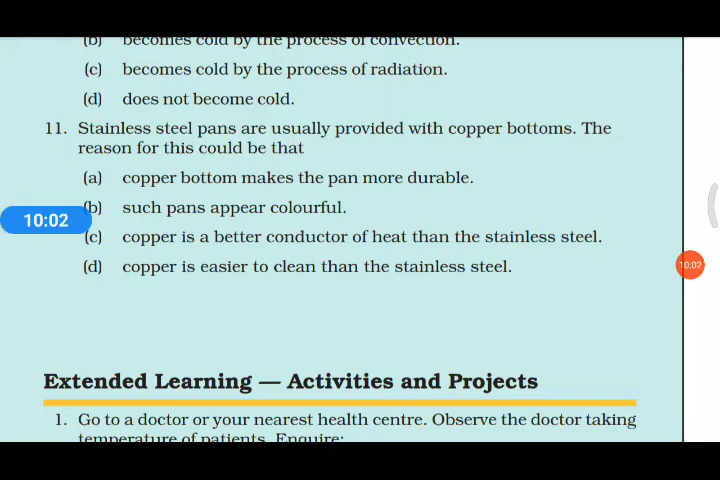 (b) becomes cold by the process of convection.
(c) becomes cold by the process of radiation.
(d) does not become cold.
11. Stainless steel pans are usually provided with copper bottoms. The
reason for this could be that
(a) copper bottom makes the pan more durable.
(b) such pans appear colourful.
10:02
(c) copper is a better conductor of heat than the stainless steel.
10:02
(d) copper is easier to clean than the stainless steel.
Extended Learning — Activities and Projects
1. Go to a doctor or your nearest health centre. Observe the doctor taking
temperature of patients. Enquire: